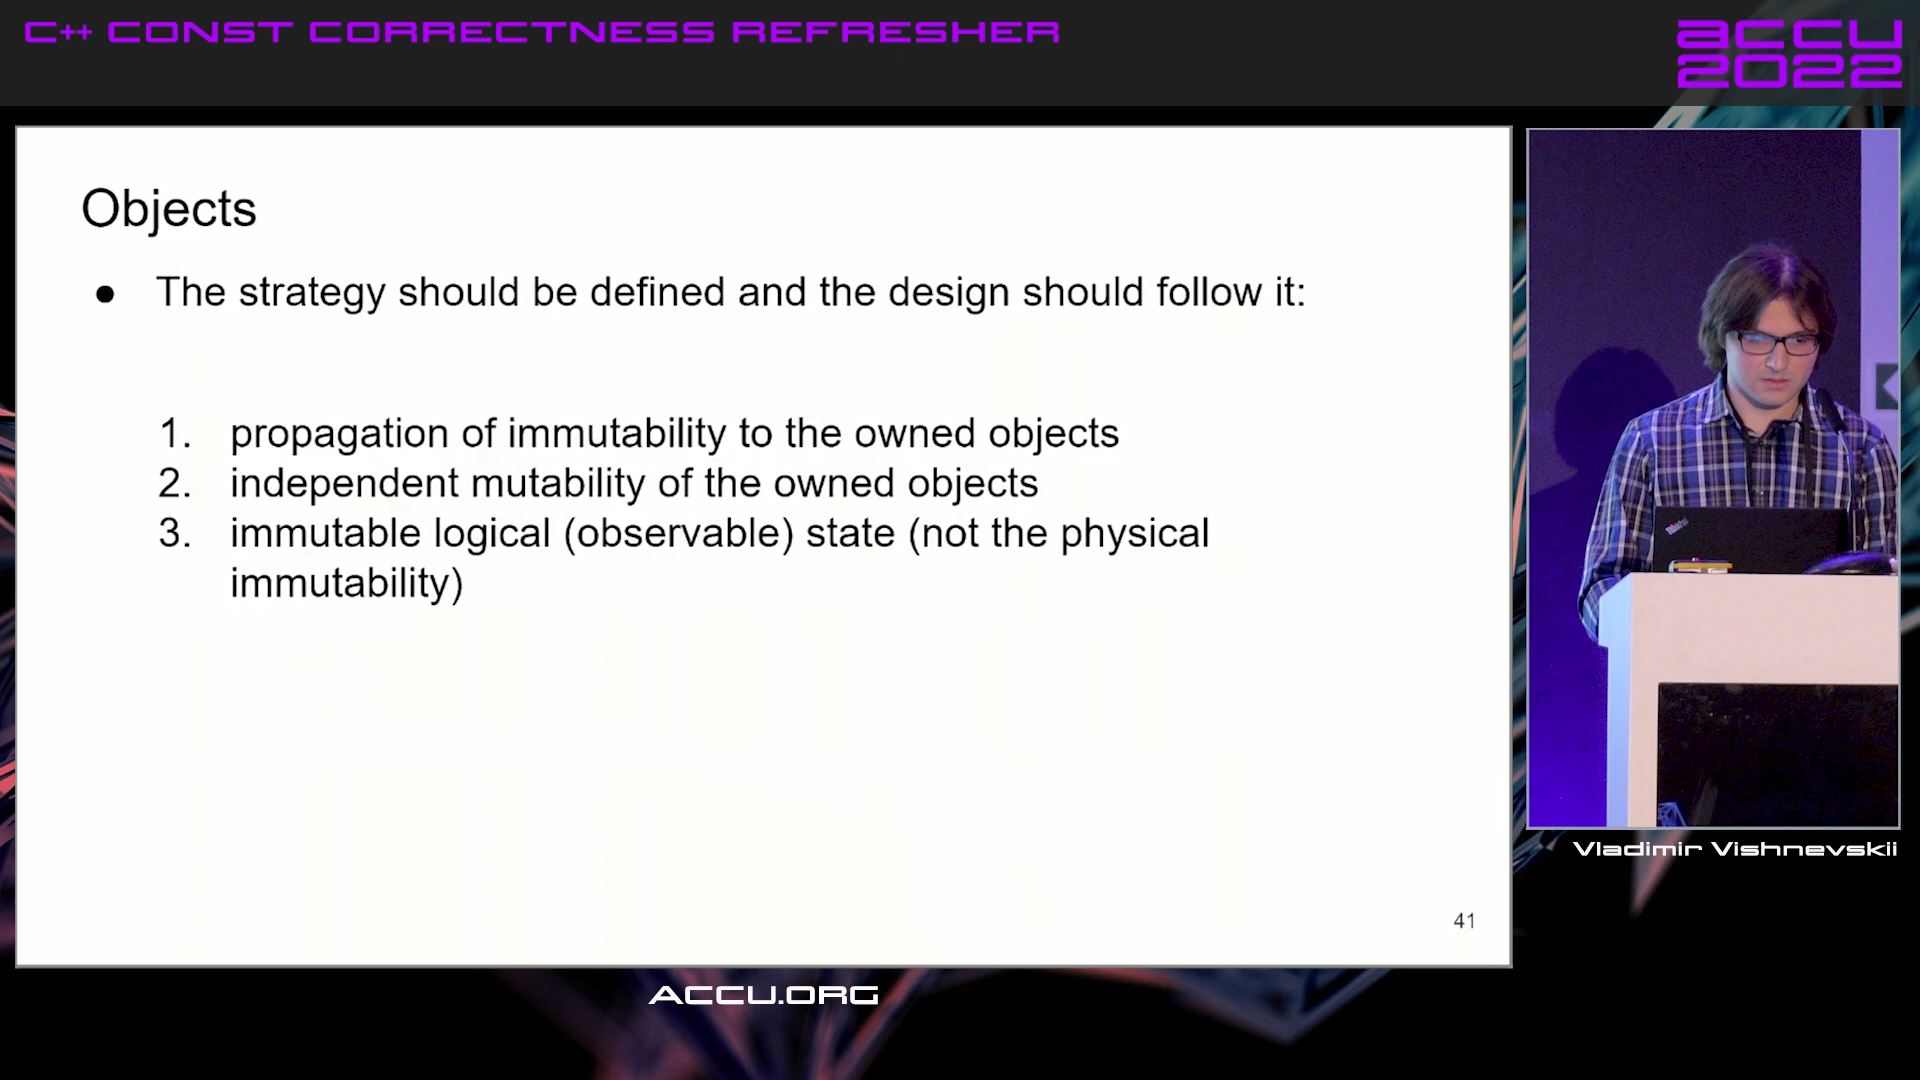 C++ CONST CORRECTNESS REFRESHER
accu
2022
Objects
● The strategy should be defined and the design should follow it:
1. propagation of immutability to the owned objects
2. independent mutability of the owned objects
3. immutable logical (observable) state (not the physical
immutability)
41
Vladimir Vishnevskii
ACCU.ORG